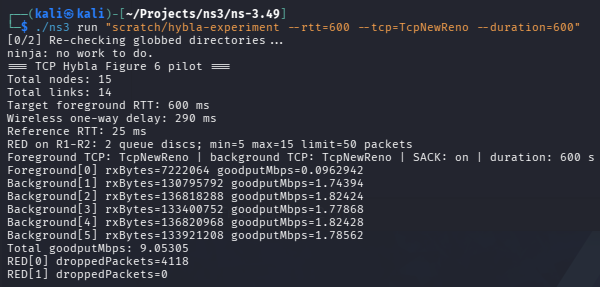 ┌──(kali㉿kali)-[~/Projects/ns3/ns-3.49]
└─$ ./ns3 run "scratch/hybla-experiment --rtt=600 --tcp=TcpNewReno --duration=600"
[0/2] Re-checking globbed directories...
ninja: no work to do.
=== TCP Hybla Figure 6 pilot ===
Total nodes: 15
Total links: 14
Target foreground RTT: 600 ms
Wireless one-way delay: 290 ms
Reference RTT: 25 ms
RED on R1-R2: 2 queue discs; min=5 max=15 limit=50 packets
Foreground TCP: TcpNewReno | background TCP: TcpNewReno | SACK: on | duration: 600 s
Foreground[0] rxBytes=7222064 goodputMbps=0.0962942
Background[1] rxBytes=130795792 goodputMbps=1.74394
Background[2] rxBytes=136818288 goodputMbps=1.82424
Background[3] rxBytes=133400752 goodputMbps=1.77868
Background[4] rxBytes=136820968 goodputMbps=1.82428
Background[5] rxBytes=133921208 goodputMbps=1.78562
Total goodputMbps: 9.05305
RED[0] droppedPackets=4118
RED[1] droppedPackets=0